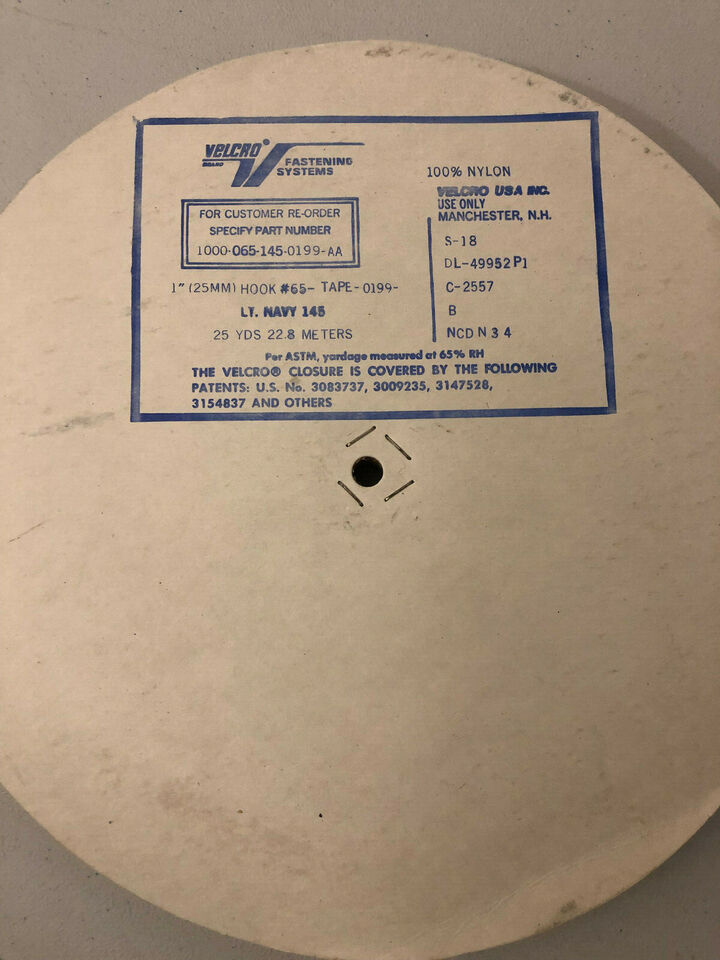 VELCRO
BRAND
FASTENING
SYSTEMS
FOR CUSTOMER RE-ORDER
SPECIFY PART NUMBER
1000-065-145-0199-AA
1" (25MM) HOOK #65- TAPE-0199-
LT. NAVY 145
25 YDS 22.8 METERS
100% NYLON
VELCRO USA INC.
USE ONLY
MANCHESTER, N.H.
S-18
DL-49952P1
C-2557
B
NCD N 3 4
Per ASTM, yardage measured at 65% RH
THE VELCRO® CLOSURE IS COVERED BY THE FOLLOWING
PATENTS: U.S. No. 3083737, 3009235, 3147528,
3154837 AND OTHERS